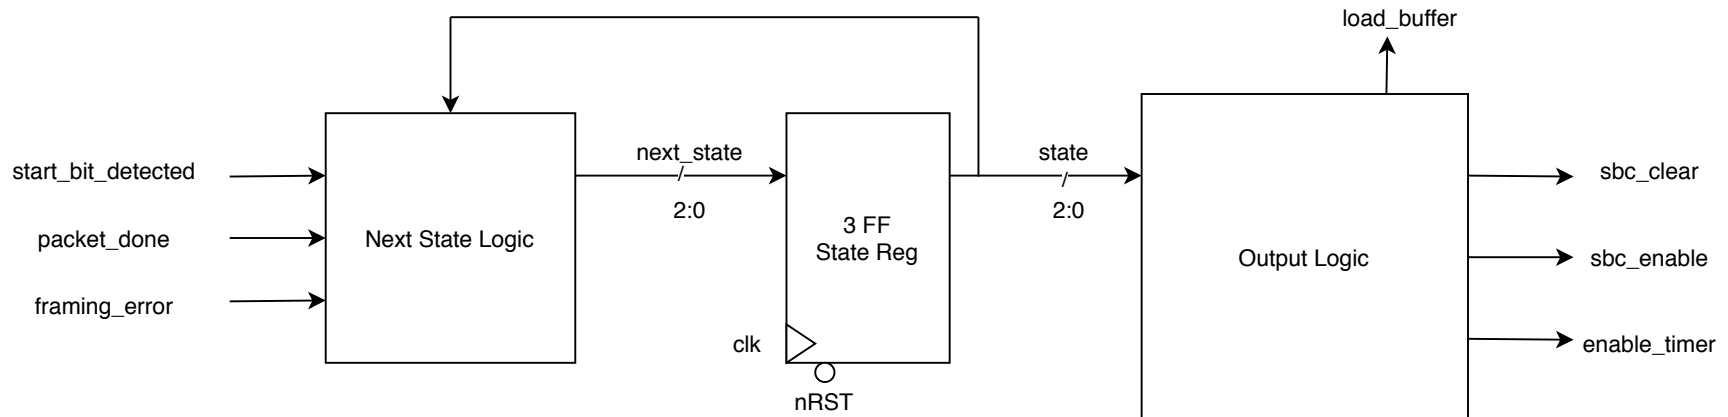 load_buffer
start_bit_detected
packet_done
framing_error
Next State Logic
next_state
/
2:0
3 FF
State Reg
clk
nRST
state
/
2:0
Output Logic
sbc_clear
sbc_enable
enable_timer